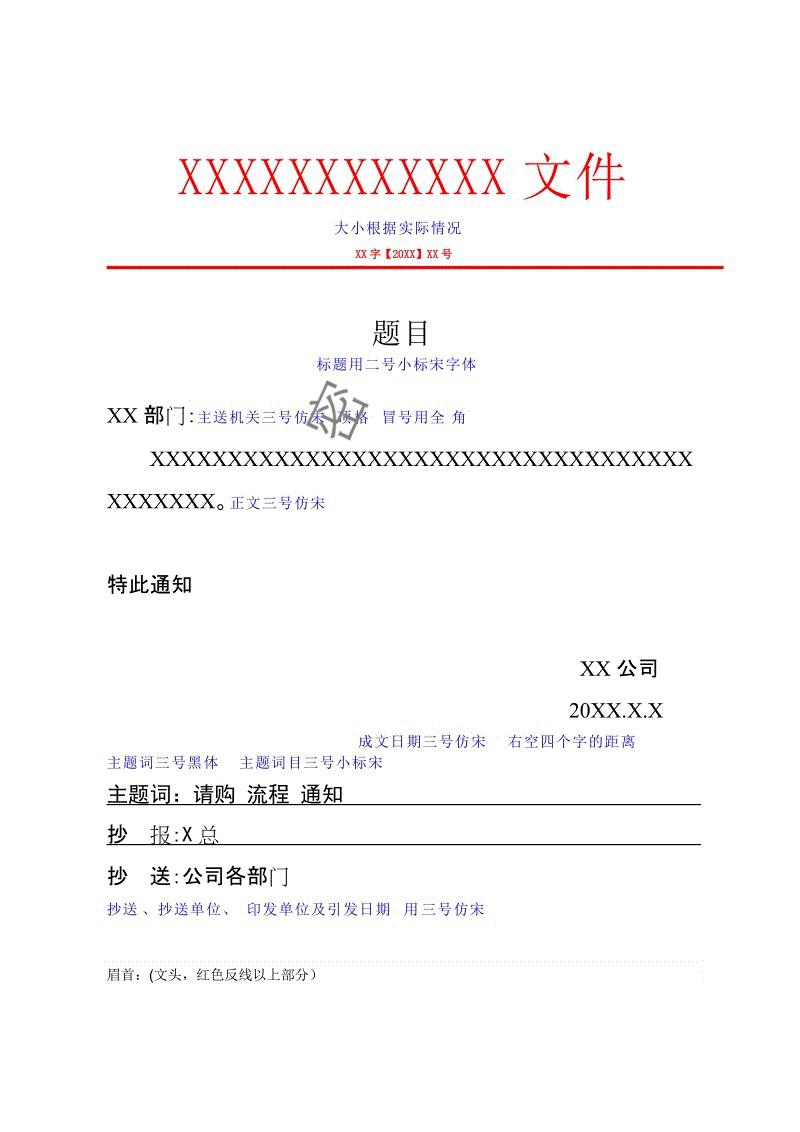 XXXXXXXXXXXX 文件
大小根据实际情况
XX 字【20XX】XX 号
题目
标题用二号小标宋字体
XX 部门:主送机关三号仿宋 顶格 冒号用全 角
密
XXXXXXXXXXXXXXXXXXXXXXXXXXXXXXXXXXX
XXXXXXX。正文三号仿宋
特此通知
XX 公司
20XX.X.X
成文日期三号仿宋 右空四个字的距离
主题词三号黑体 主题词目三号小标宋
主题词：请购 流程 通知
抄 报:X 总
抄 送:公司各部门
抄送 、抄送单位、 印发单位及引发日期 用三号仿宋
眉首：(文头，红色反线以上部分）